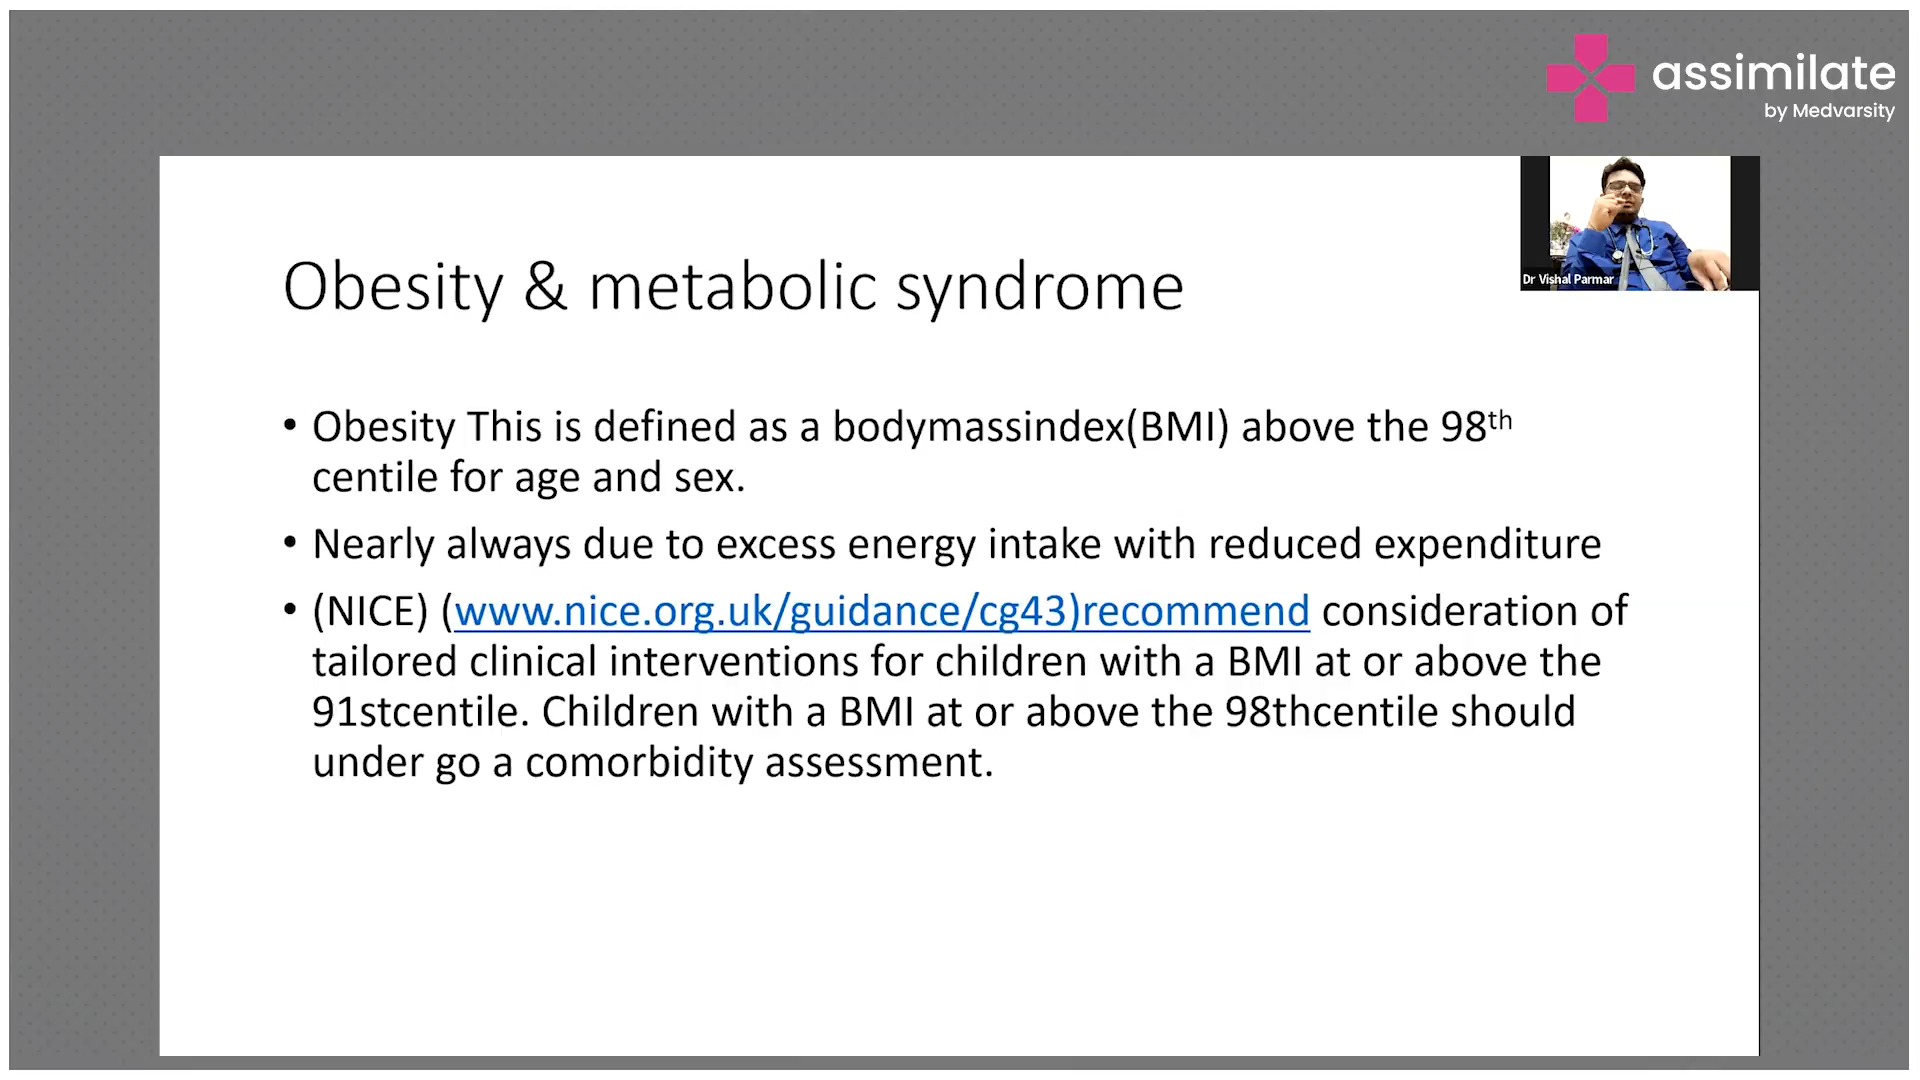 assimilate
by Medvarsity
Dr Vishal Parmar
Obesity & metabolic syndrome
• Obesity This is defined as a bodymassindex(BMI) above the 98th
centile for age and sex.
• Nearly always due to excess energy intake with reduced expenditure
• (NICE) (www.nice.org.uk/guidance/cg43)recommend consideration of
tailored clinical interventions for children with a BMI at or above the
91stcentile. Children with a BMI at or above the 98thcentile should
under go a comorbidity assessment.